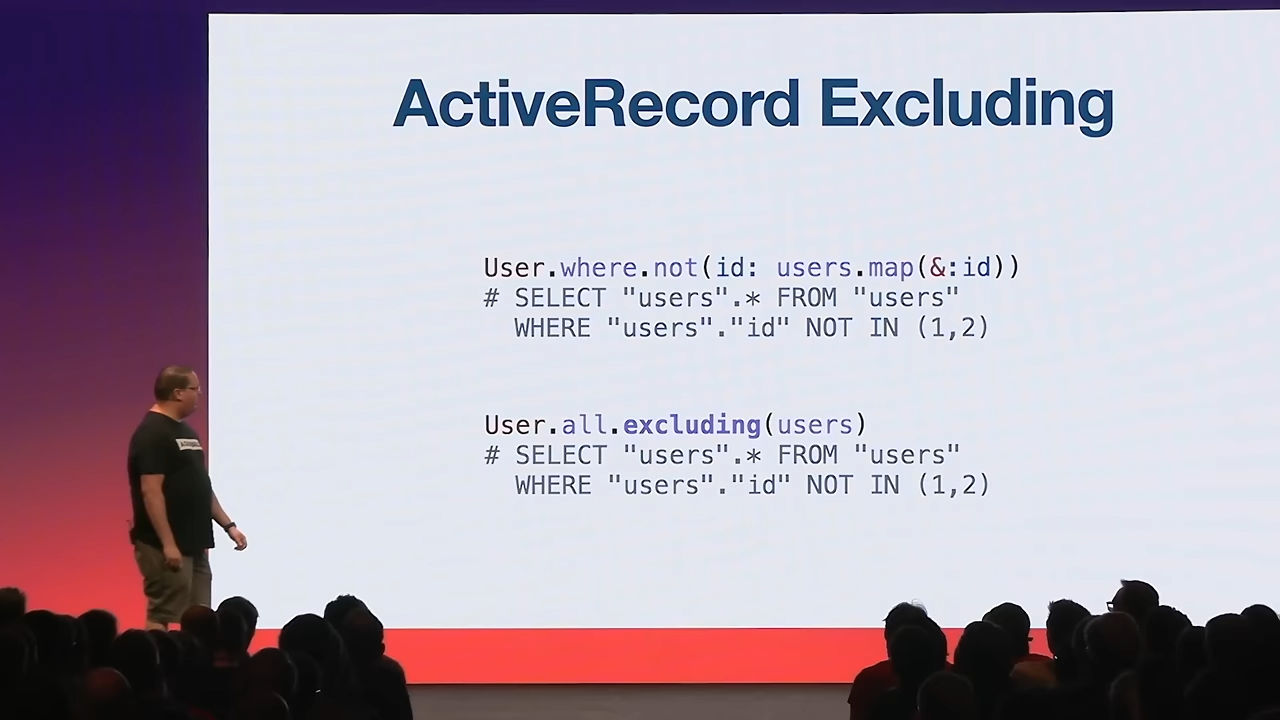 ActiveRecord Excluding
User.where.not(id: users.map(&:id))
# SELECT "users".* FROM "users"
WHERE "users"."id" NOT IN (1,2)
User.all.excluding(users)
# SELECT "users".* FROM "users"
WHERE "users"."id" NOT IN (1,2)